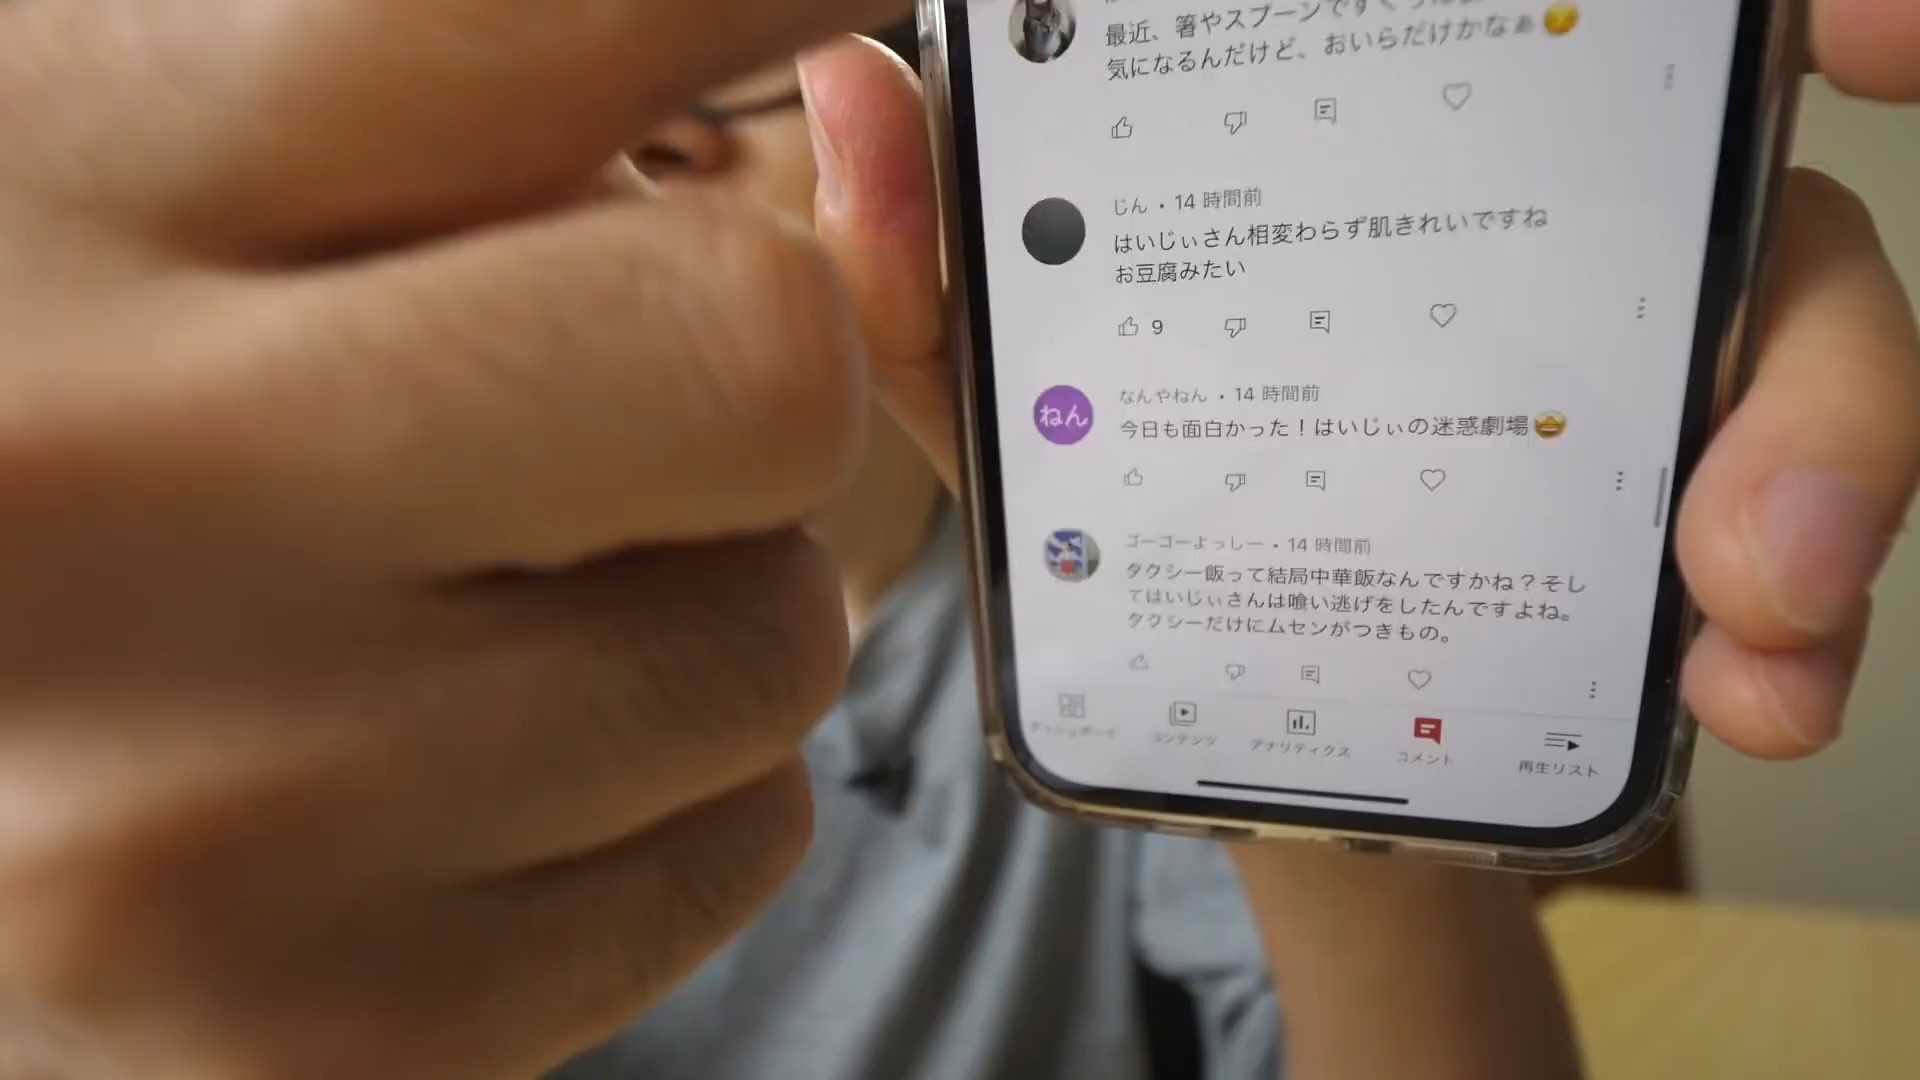 最近、箸やスプーンです
気になるんだけど、おいらだけかなぁ
じん・14 時間前
はいじぃさん相変わらず肌きれいですね
お豆腐みたい
9
ねん
なんやねん・14 時間前
今日も面白かった！はいじぃの迷惑劇場
ゴーゴーよっしー・14 時間前
タクシー飯って結局中華飯なんですかね？そし
てはいじぃさんは喰い逃げをしたんですよね。
タクシーだけにムセンがつきもの。
ダッシュボード
コンテンツ
アナリティクス
コメント
再生リスト